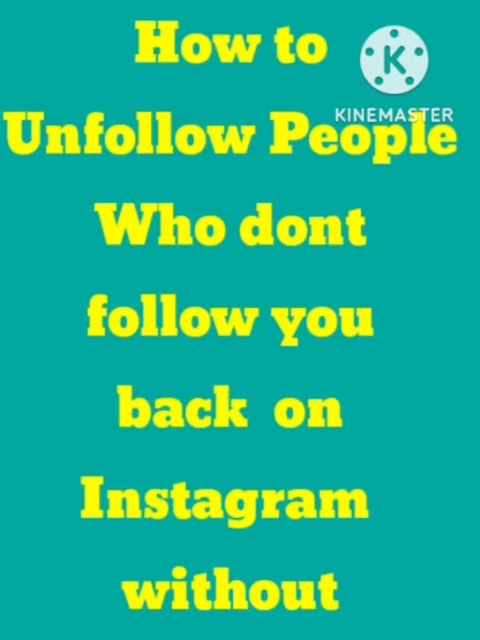 How to
K
KINEMASTER
Unfollow People
Who dont
follow you
back on
Instagram
without